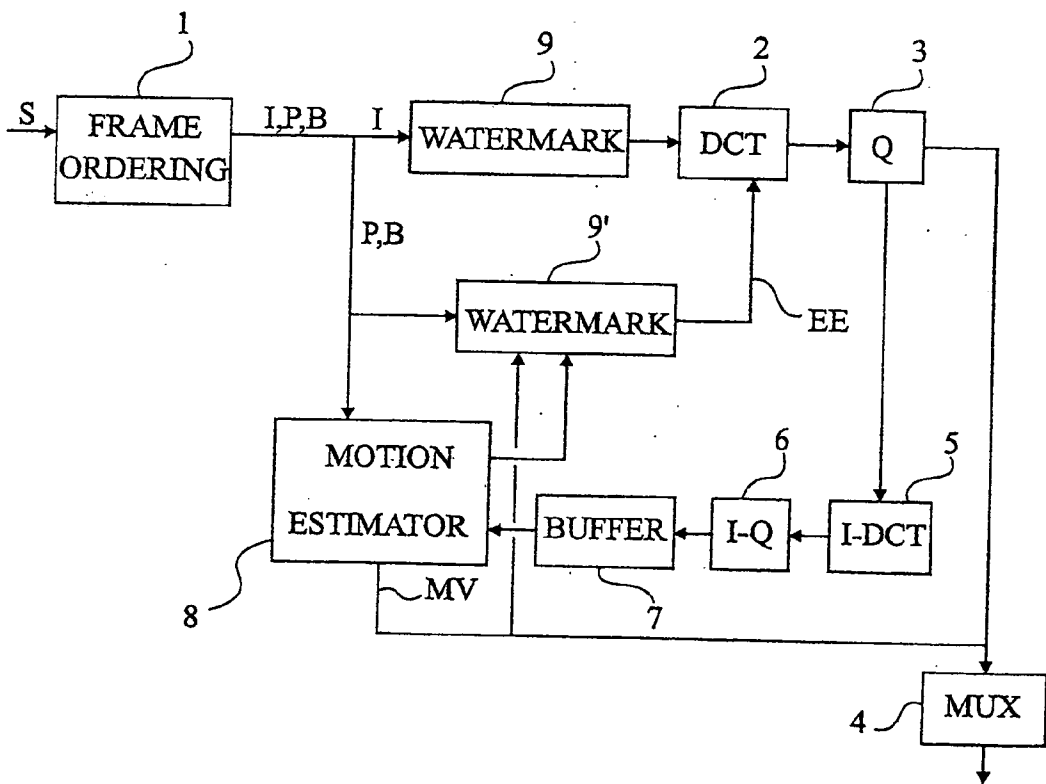 1
9
2
3
S
FRAME
ORDERING
I,P,B
I
WATERMARK
DCT
Q
P,B
9'
WATERMARK
EE
MOTION
ESTIMATOR
6
5
BUFFER
I-Q
I-DCT
8
MV
7
4
MUX